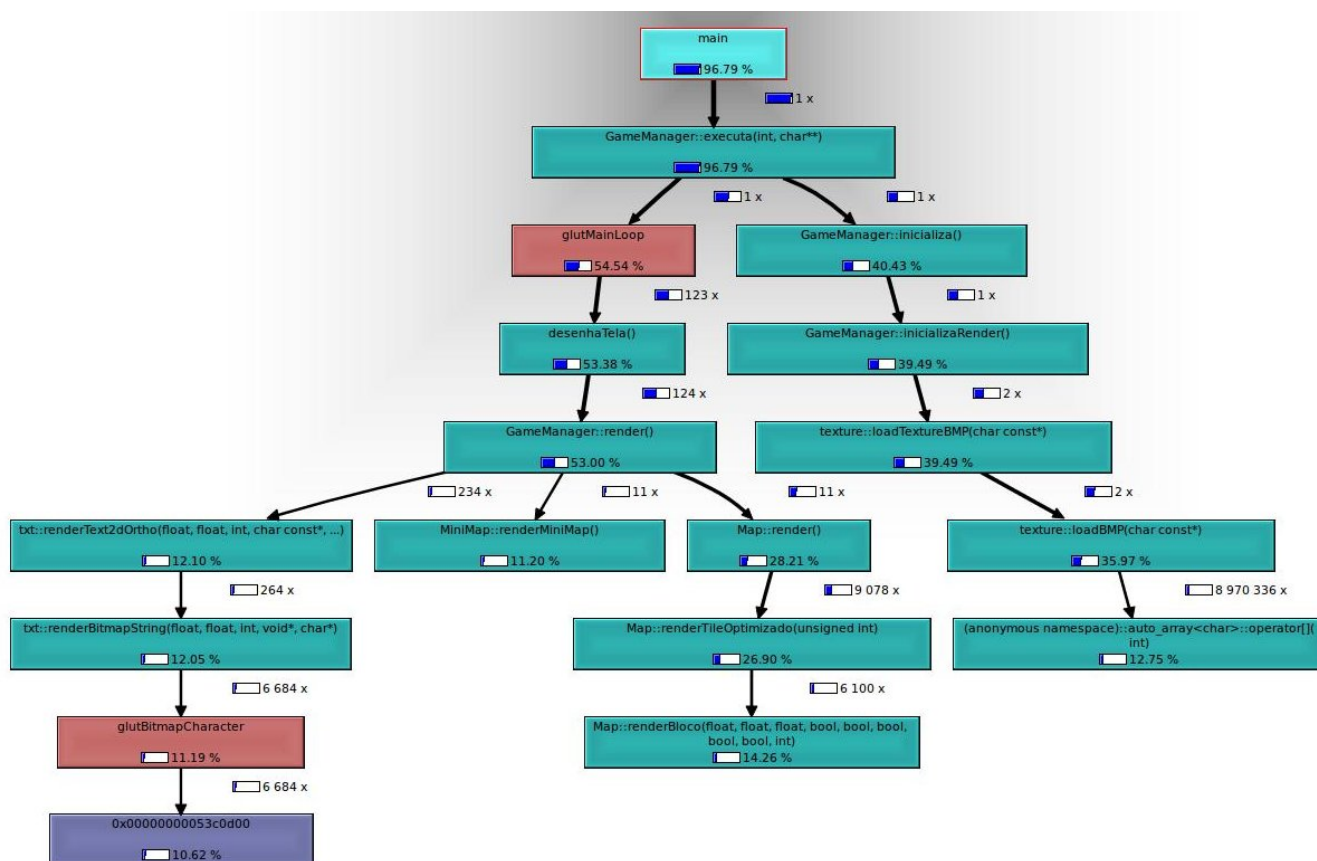 main
96.79 %
1 x
GameManager::executa(int, char**)
96.79 %
1 x
1 x
glutMainLoop
54.54 %
GameManager::inicializa()
40.43 %
123 x
1 x
desenhaTela()
53.38 %
GameManager::inicializaRender()
39.49 %
124 x
2 x
GameManager::render()
53.00 %
texture::loadTextureBMP(char const*)
39.49 %
234 x
11 x
11 x
2 x
txt::renderText2dOrtho(float, float, int, char const*, ...)
12.10 %
MiniMap::renderMiniMap()
11.20 %
Map::render()
28.21 %
texture::loadBMP(char const*)
35.97 %
264 x
9 078 x
8 970 336 x
txt::renderBitmapString(float, float, int, void*, char*)
12.05 %
Map::renderTileOptimizado(unsigned int)
26.90 %
(anonymous namespace)::auto_array<char>::operator[](
int)
12.75 %
6 684 x
6 100 x
glutBitmapCharacter
11.19 %
Map::renderBloco(float, float, float, bool, bool, bool,
bool, bool, int)
14.26 %
6 684 x
0x00000000053c0d00
10.62 %